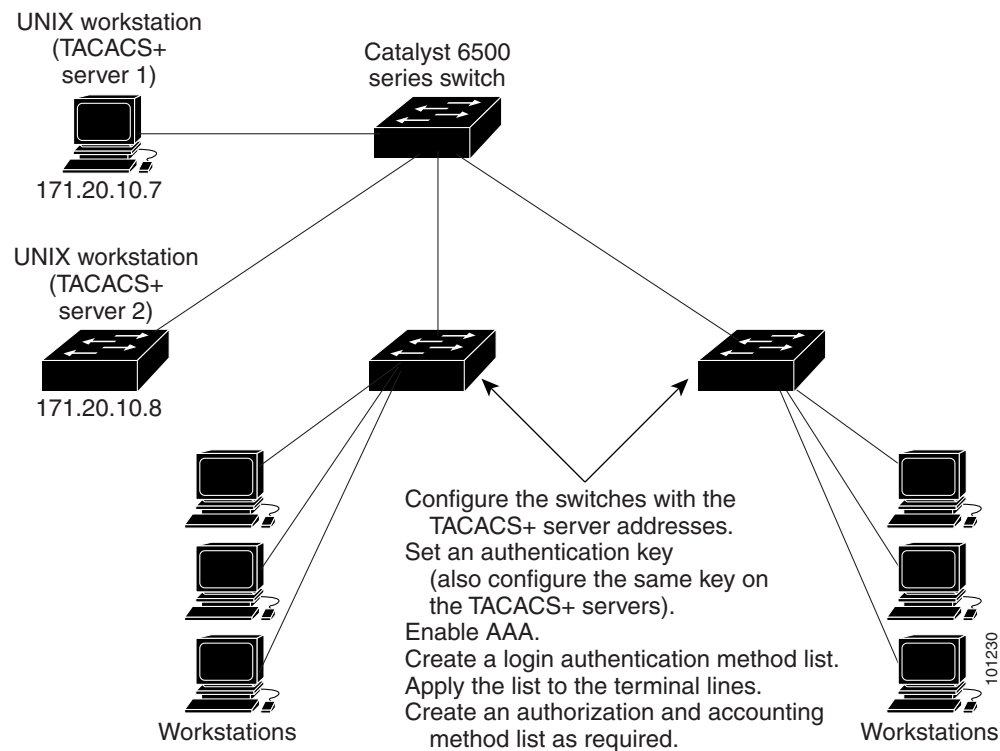 UNIX workstation
(TACACS+
server 1)
Catalyst 6500
series switch
171.20.10.7
UNIX workstation
(TACACS+
server 2)
171.20.10.8
Configure the switches with the
TACACS+ server addresses.
Set an authentication key
(also configure the same key on
the TACACS+ servers).
Enable AAA.
Create a login authentication method list.
Apply the list to the terminal lines.
Create an authorization and accounting
method list as required.
Workstations
Workstations
101230